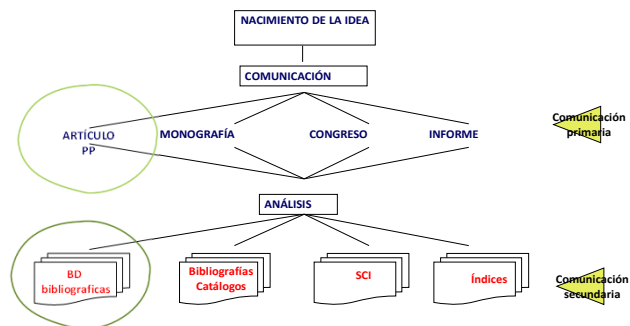 NACIMIENTO DE LA IDEA
COMUNICACIÓN
ARTÍCULO
PP
MONOGRAFÍA
CONGRESO
INFORME
Comunicación
primaria
ANÁLISIS
BD
bibliograficas
Bibliografías
Catálogos
SCI
Índices
Comunicación
secundaria